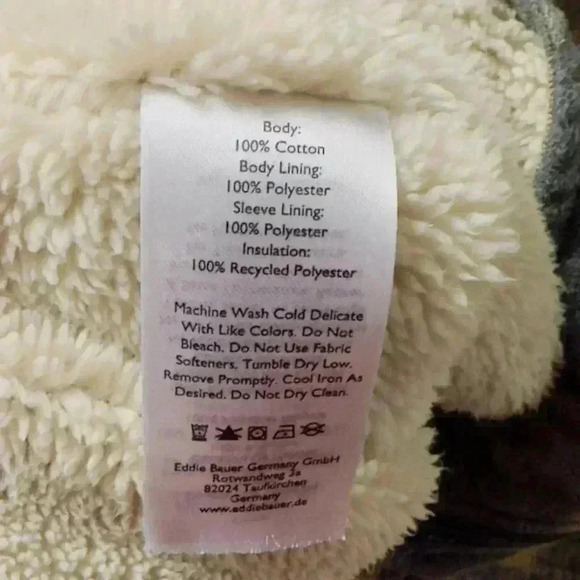 Body:
100% Cotton
Body Lining:
100% Polyester
Sleeve Lining:
100% Polyester
Insulation:
100% Recycled Polyester
Machine Wash Cold Delicate
With Like Colors. Do Not
Bleach. Do Not Use Fabric
Softeners. Tumble Dry Low.
Remove Promptly. Cool Iron As
Desired. Do Not Dry Clean.
Eddie Bauer Germany GmbH
Rotwandweg 3a
82024 Taufkirchen
Germany
www.eddiebauer.de